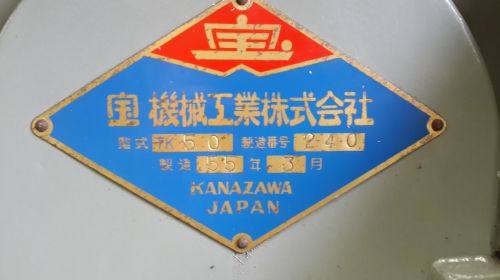 宝
宝 機械工業株式会社
型式 TK50 製造番号 240
製造 55 年 3 月
KANAZAWA
JAPAN